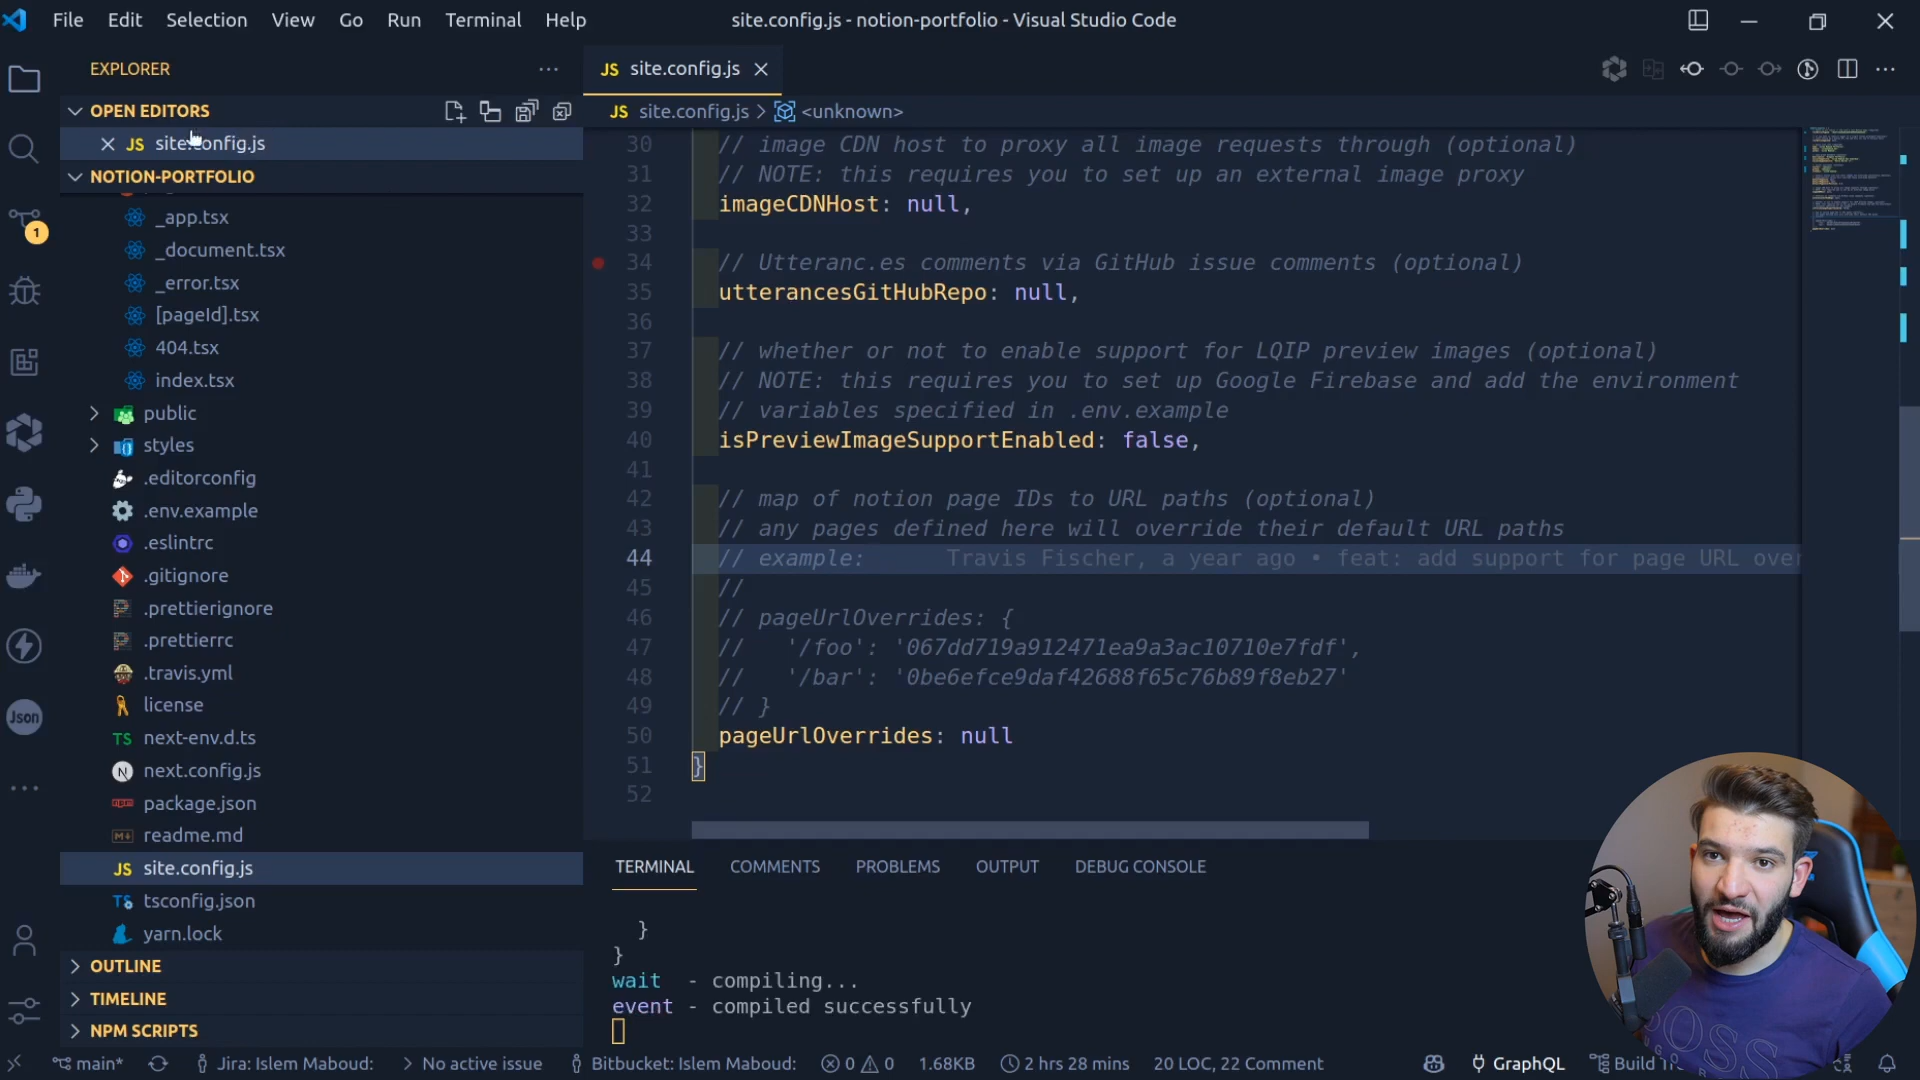 File Edit Selection View Go Run Terminal Help
site.config.js - notion-portfolio - Visual Studio Code
EXPLORER
OPEN EDITORS
JS site.config.js
NOTION-PORTFOLIO
_app.tsx
_document.tsx
_error.tsx
[pageId].tsx
404.tsx
index.tsx
public
styles
.editorconfig
.env.example
.eslintrc
.gitignore
.prettierignore
.prettierrc
.travis.yml
license
TS next-env.d.ts
N next.config.js
package.json
M↓ readme.md
JS site.config.js
TS tsconfig.json
yarn.lock
OUTLINE
TIMELINE
NPM SCRIPTS
1
Json
JS site.config.js
JS site.config.js > <unknown>
30 // image CDN host to proxy all image requests through (optional)
31 // NOTE: this requires you to set up an external image proxy
32 imageCDNHost: null,
33
34 // Utteranc.es comments via GitHub issue comments (optional)
35 utterancesGitHubRepo: null,
36
37 // whether or not to enable support for LQIP preview images (optional)
38 // NOTE: this requires you to set up Google Firebase and add the environment
39 // variables specified in .env.example
40 isPreviewImageSupportEnabled: false,
41
42 // map of notion page IDs to URL paths (optional)
43 // any pages defined here will override their default URL paths
44 // example: Travis Fischer, a year ago • feat: add support for page URL over
45 //
46 // pageUrlOverrides: {
47 //   '/foo': '067dd719a912471ea9a3ac10710e7fdf',
48 //   '/bar': '0be6efce9daf42688f65c76b89f8eb27'
49 // }
50 pageUrlOverrides: null
51 }
52
TERMINAL COMMENTS PROBLEMS OUTPUT DEBUG CONSOLE
}
}
wait - compiling...
event - compiled successfully
main* Jira: Islem Maboud: > No active issue Bitbucket: Islem Maboud: 0 0 1.68KB 2 hrs 28 mins 20 LOC, 22 Comment GraphQL Build